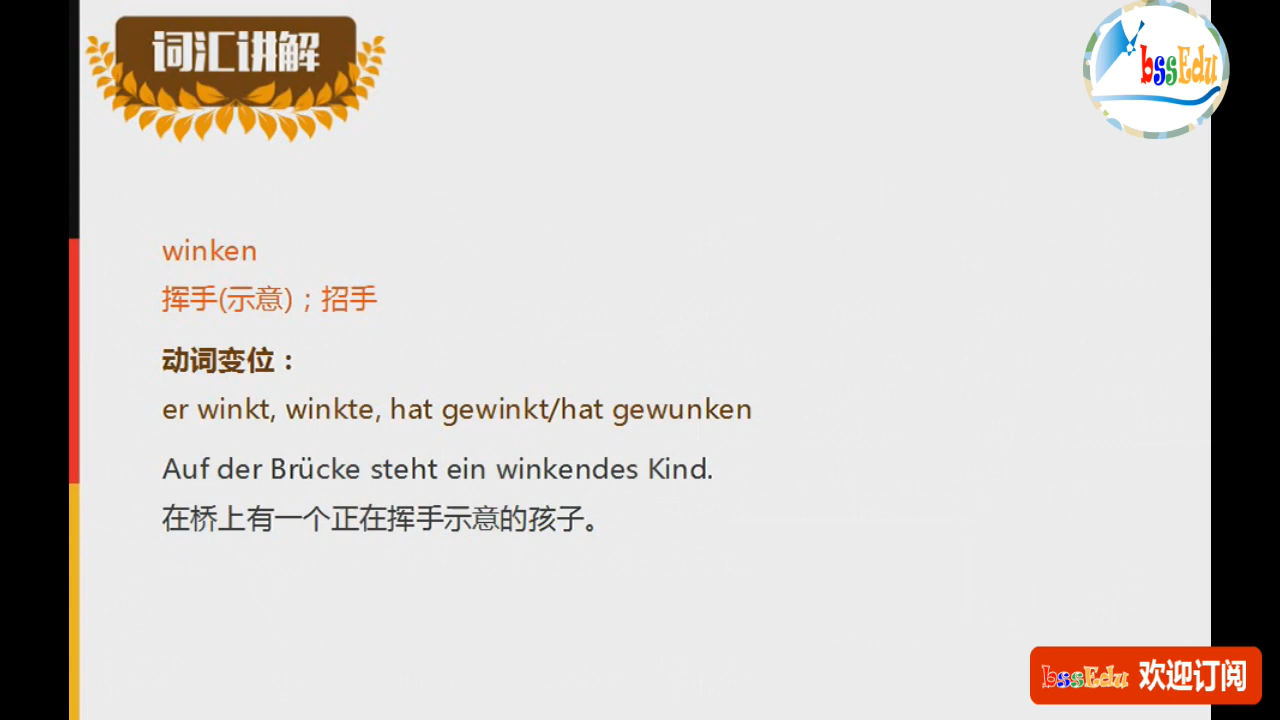 词汇讲解
bssEdu
winken
挥手(示意)；招手
动词变位：
er winkt, winkte, hat gewinkt/hat gewunken
Auf der Brücke steht ein winkendes Kind.
在桥上有一个正在挥手示意的孩子。
bssEdu 欢迎订阅